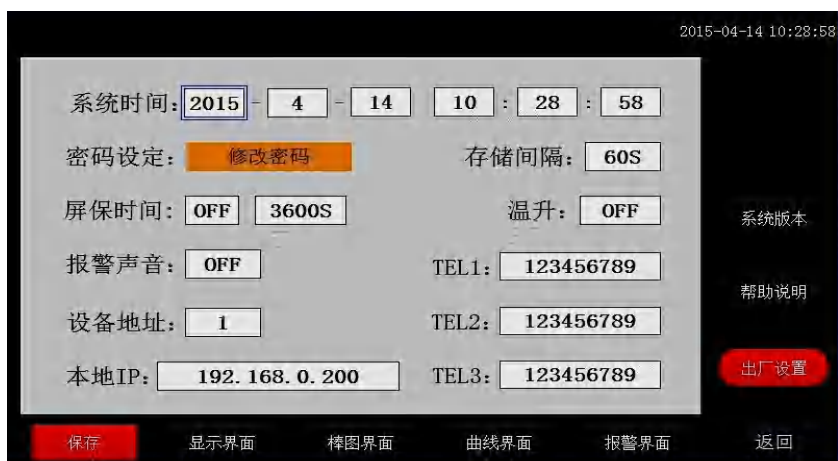 2015-04-14 10:28:58
系统时间: 2015 - 4 - 14 10 : 28 : 58
密码设定: 修改密码 存储间隔: 60S
屏保时间: OFF 3600S 温升: OFF
系统版本
报警声音: OFF TEL1: 123456789
帮助说明
设备地址: 1 TEL2: 123456789
本地IP: 192.168.0.200 TEL3: 123456789
出厂设置
保存 显示界面 棒图界面 曲线界面 报警界面 返回